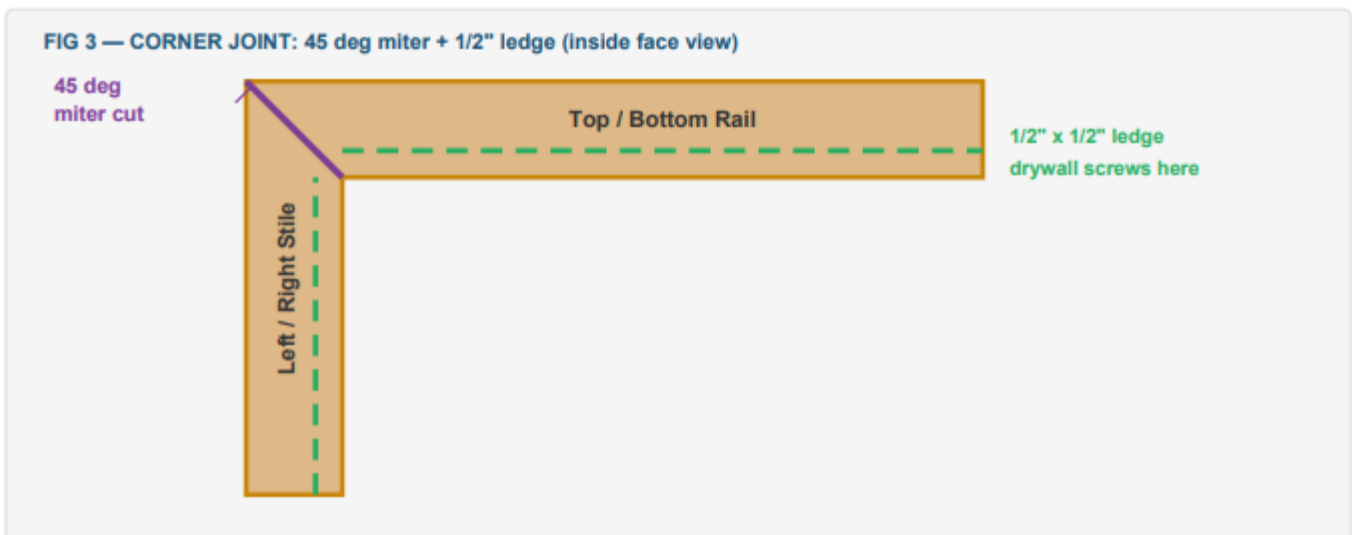 FIG 3 — CORNER JOINT: 45 deg miter + 1/2" ledge (inside face view)
45 deg
miter cut
Top / Bottom Rail
1/2" x 1/2" ledge
drywall screws here
Left / Right Stile